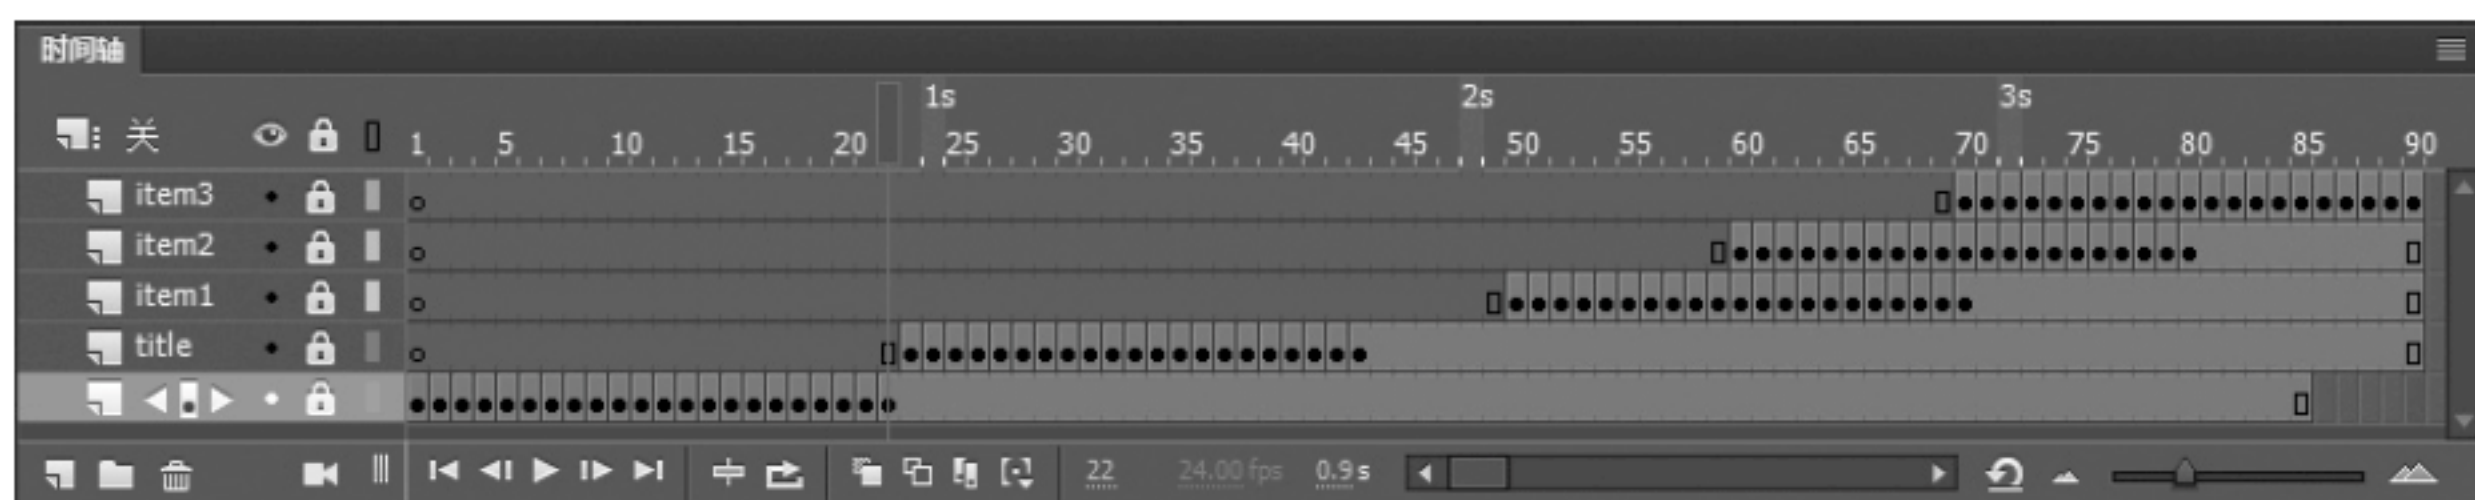 时间轴
1s 2s 3s
关 1 5 10 15 20 25 30 35 40 45 50 55 60 65 70 75 80 85 90
item3
item2
item1
title
22 24.00 fps 0.9 s